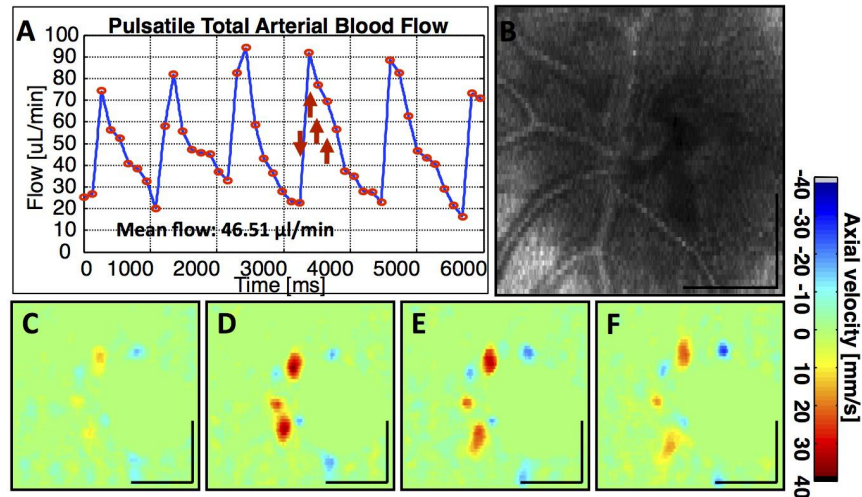 A
Pulsatile Total Arterial Blood Flow
Flow [uL/min]
100
90
80
70
60
50
40
30
20
10
0
Mean flow: 46.51 µl/min
0 1000 2000 3000 4000 5000 6000
Time [ms]
B
C
D
E
F
-40
-30
-20
-10
0
10
20
30
40
Axial velocity [mm/s]